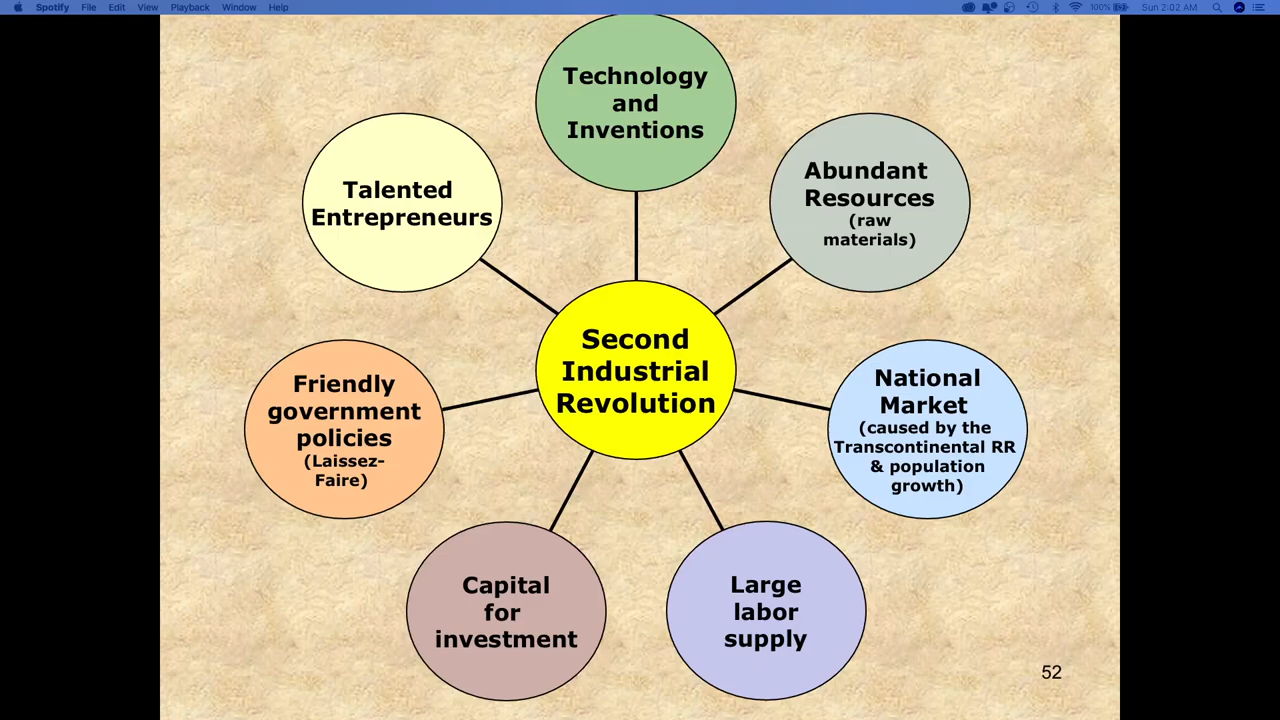 Spotify File Edit View Playback Window Help 100% Sun 2:02 AM
Technology
and
Inventions
Talented
Entrepreneurs
Abundant
Resources
(raw
materials)
Second
Industrial
Revolution
Friendly
government
policies
(Laissez-
Faire)
National
Market
(caused by the
Transcontinental RR
& population
growth)
Capital
for
investment
Large
labor
supply
52